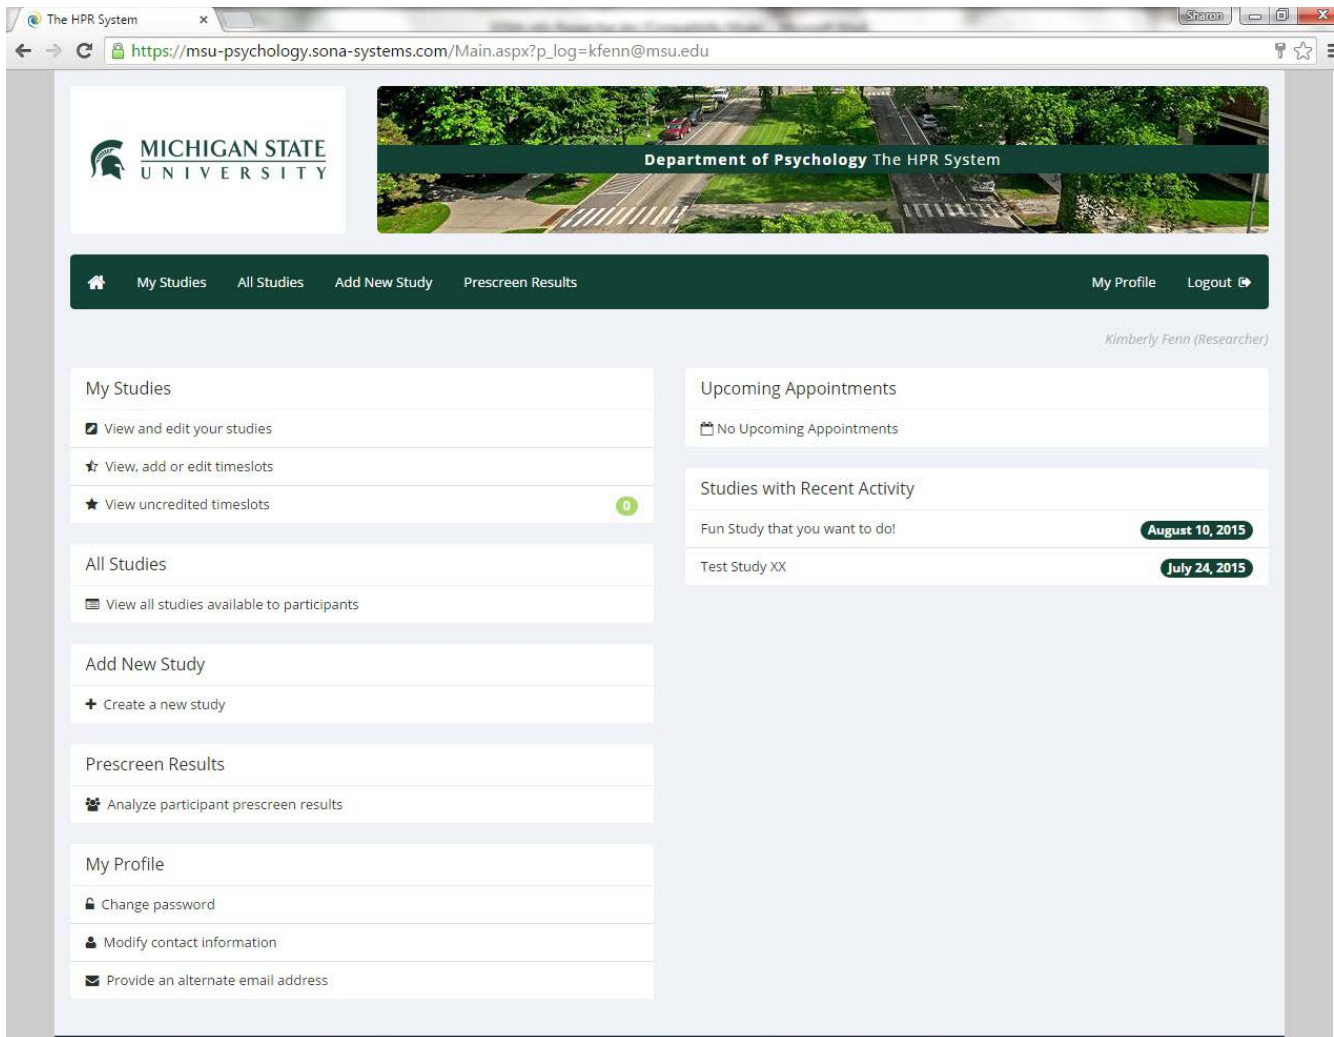 The HPR System
Sharon
https://msu-psychology.sona-systems.com/Main.aspx?p_log=kfenn@msu.edu
MICHIGAN STATE
UNIVERSITY
Department of Psychology The HPR System
My Studies All Studies Add New Study Prescreen Results My Profile Logout
Kimberly Fenn (Researcher)
My Studies
View and edit your studies
View, add or edit timeslots
View uncredited timeslots 0
All Studies
View all studies available to participants
Add New Study
Create a new study
Prescreen Results
Analyze participant prescreen results
My Profile
Change password
Modify contact information
Provide an alternate email address
Upcoming Appointments
No Upcoming Appointments
Studies with Recent Activity
Fun Study that you want to do! August 10, 2015
Test Study XX July 24, 2015